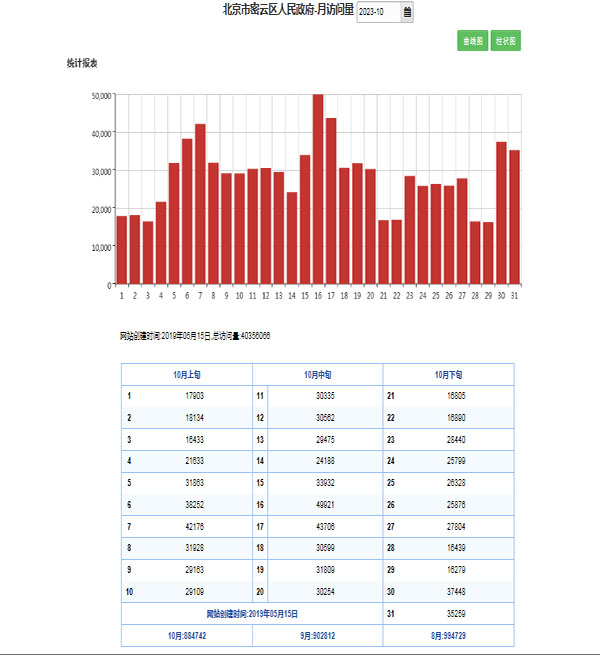 北京市密云区人民政府-月访问量 2023-10
曲线图 柱状图
统计报表
50,000
40,000
30,000
20,000
10,000
0
1 2 3 4 5 6 7 8 9 10 11 12 13 14 15 16 17 18 19 20 21 22 23 24 25 26 27 28 29 30 31
网站创建时间:2019年05月15日,总访问量:40356066
10月上旬 10月中旬 10月下旬
1 17903 11 30335 21 16805
2 18134 12 30562 22 16890
3 16433 13 29475 23 28440
4 21633 14 24188 24 25799
5 31863 15 33932 25 26328
6 38252 16 49921 26 25876
7 42176 17 43706 27 27804
8 31928 18 30599 28 16439
9 29163 19 31809 29 16279
10 29109 20 30254 30 37448
网站创建时间:2019年05月15日 31 35259
10月:884742 9月:902812 8月:994729